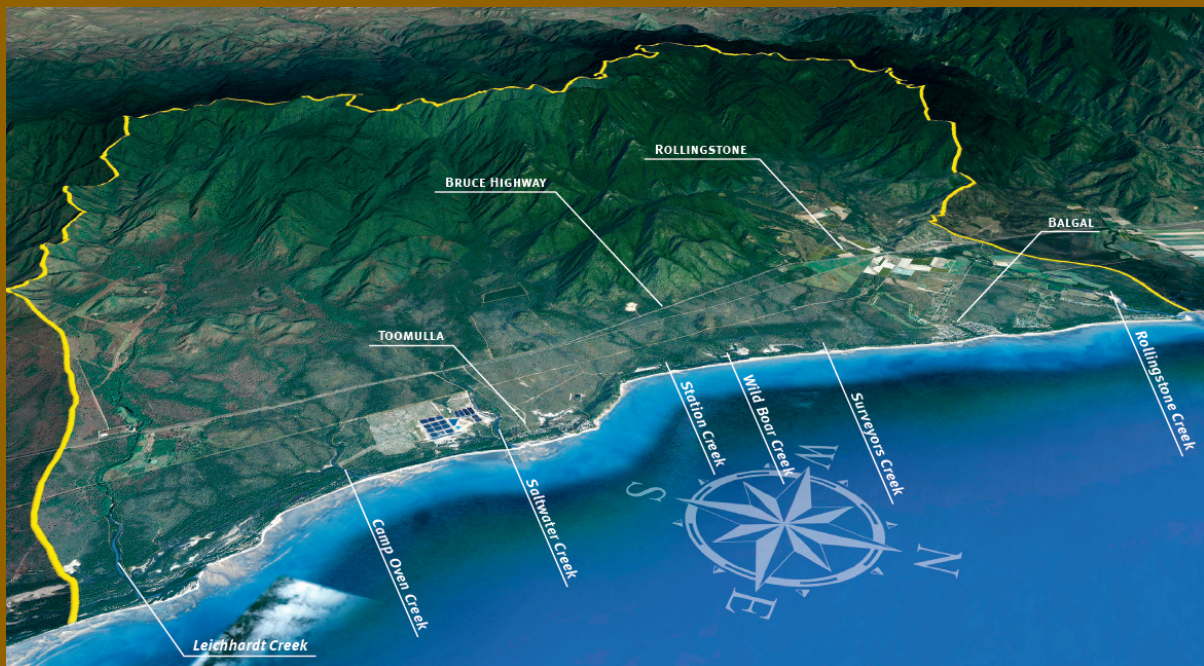 Rollingstone
Bruce Highway
Balgal
Toomulla
Rollingstone Creek
Station Creek
Wild Boar Creek
Surveyors Creek
Saltwater Creek
Camp Oven Creek
Leichhardt Creek
W
S
N
E